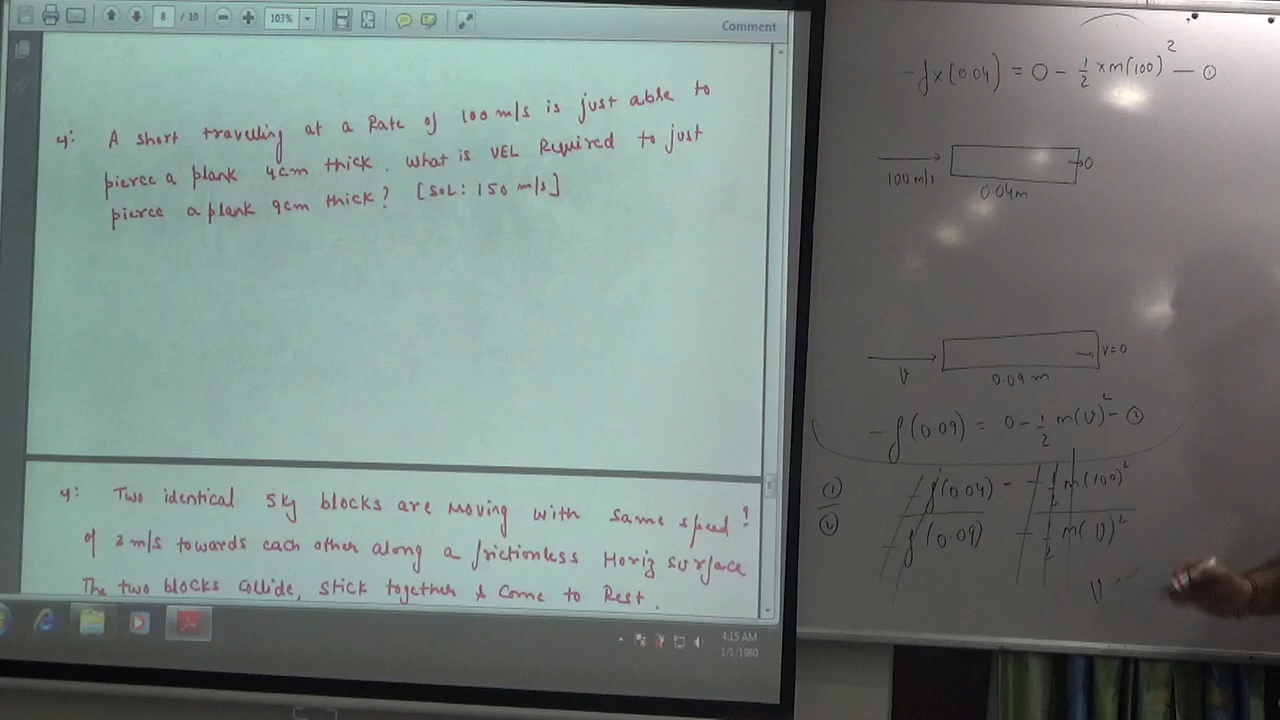 8 / 10 103%
Comment
4: A short travelling at a Rate of 100 m/s is just able to
pierce a plank 4cm thick. What is VEL Required to just
pierce a plank 9cm thick? [SOL: 150 m/s]
4: Two identical 5kg blocks are moving with same speed?
of 2 m/s towards each other along a frictionless Horiz surface
The two blocks collide, stick together & come to Rest.
4:15 AM
1/1/1980
-f×(0.04) = 0 - 1/2 ×m(100)² — ①
100 m/s
0
0.04m
v
v=0
0.09m
-f(0.09) = 0 - 1/2 m(v)² - ②
① -f(0.04) - -1/2 m(100)²
② -f(0.09) -1/2 m(v)²
v